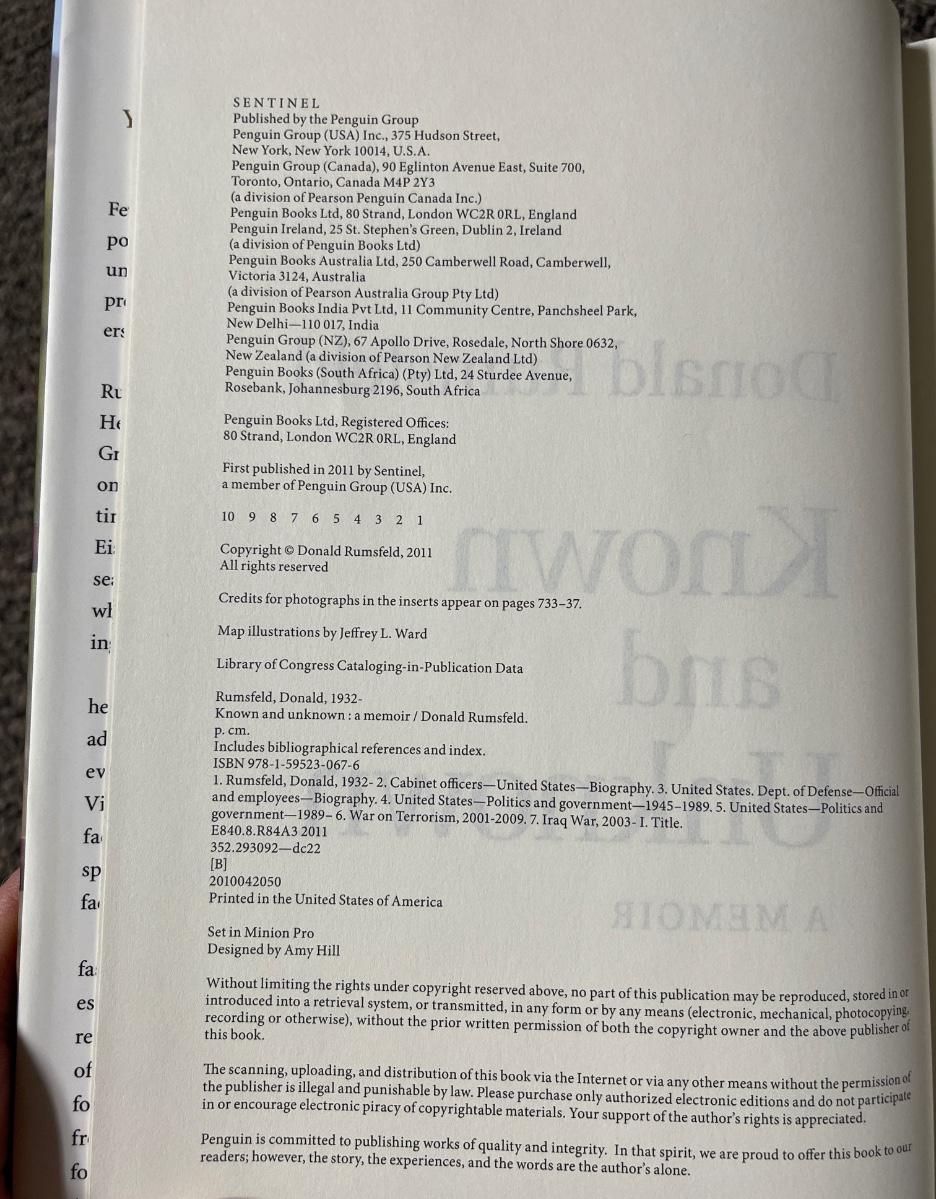 SENTINEL
Published by the Penguin Group
Penguin Group (USA) Inc., 375 Hudson Street,
New York, New York 10014, U.S.A.
Penguin Group (Canada), 90 Eglinton Avenue East, Suite 700,
Toronto, Ontario, Canada M4P 2Y3
(a division of Pearson Penguin Canada Inc.)
Penguin Books Ltd, 80 Strand, London WC2R 0RL, England
Penguin Ireland, 25 St. Stephen's Green, Dublin 2, Ireland
(a division of Penguin Books Ltd)
Penguin Books Australia Ltd, 250 Camberwell Road, Camberwell,
Victoria 3124, Australia
(a division of Pearson Australia Group Pty Ltd)
Penguin Books India Pvt Ltd, 11 Community Centre, Panchsheel Park,
New Delhi—110 017, India
Penguin Group (NZ), 67 Apollo Drive, Rosedale, North Shore 0632,
New Zealand (a division of Pearson New Zealand Ltd)
Penguin Books (South Africa) (Pty) Ltd, 24 Sturdee Avenue,
Rosebank, Johannesburg 2196, South Africa
Penguin Books Ltd, Registered Offices:
80 Strand, London WC2R 0RL, England
First published in 2011 by Sentinel,
a member of Penguin Group (USA) Inc.
10 9 8 7 6 5 4 3 2 1
Copyright © Donald Rumsfeld, 2011
All rights reserved
Credits for photographs in the inserts appear on pages 733–37.
Map illustrations by Jeffrey L. Ward
Library of Congress Cataloging-in-Publication Data
Rumsfeld, Donald, 1932-
Known and unknown : a memoir / Donald Rumsfeld.
p. cm.
Includes bibliographical references and index.
ISBN 978-1-59523-067-6
1. Rumsfeld, Donald, 1932- 2. Cabinet officers—United States—Biography. 3. United States. Dept. of Defense—Official
and employees—Biography. 4. United States—Politics and government—1945–1989. 5. United States—Politics and
government—1989– 6. War on Terrorism, 2001-2009. 7. Iraq War, 2003- I. Title.
E840.8.R84A3 2011
352.293092—dc22
[B]
2010042050
Printed in the United States of America
Set in Minion Pro
Designed by Amy Hill
Without limiting the rights under copyright reserved above, no part of this publication may be reproduced, stored in or
introduced into a retrieval system, or transmitted, in any form or by any means (electronic, mechanical, photocopying,
recording or otherwise), without the prior written permission of both the copyright owner and the above publisher of
this book.
The scanning, uploading, and distribution of this book via the Internet or via any other means without the permission of
the publisher is illegal and punishable by law. Please purchase only authorized electronic editions and do not participate
in or encourage electronic piracy of copyrightable materials. Your support of the author's rights is appreciated.
Penguin is committed to publishing works of quality and integrity. In that spirit, we are proud to offer this book to our
readers; however, the story, the experiences, and the words are the author's alone.